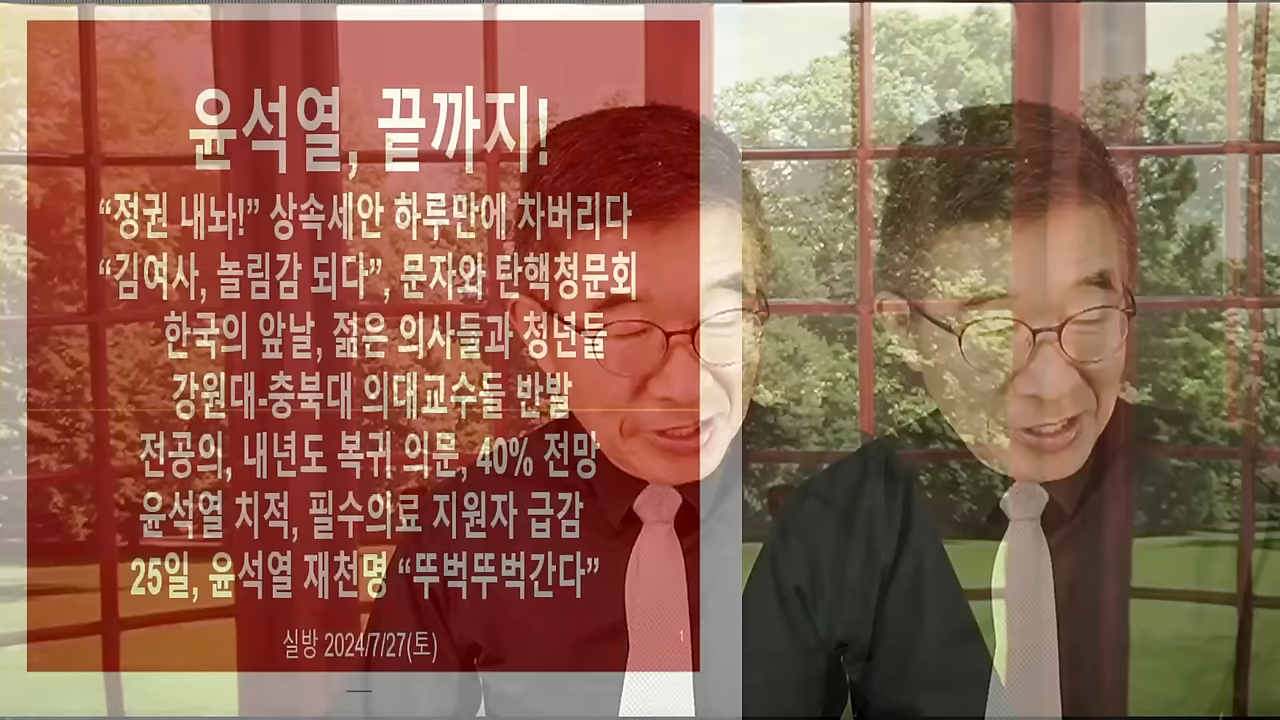 윤석열, 끝까지!
“정권 내놔!” 상속세안 하루만에 차버리다
“김여사, 놀림감 되다”, 문자와 탄핵청문회
한국의 앞날, 젊은 의사들과 청년들
강원대-충북대 의대교수들 반발
전공의, 내년도 복귀 의문, 40% 전망
윤석열 치적, 필수의료 지원자 급감
25일, 윤석열 재천명 “뚜벅뚜벅간다”
실방 2024/7/27(토)
1